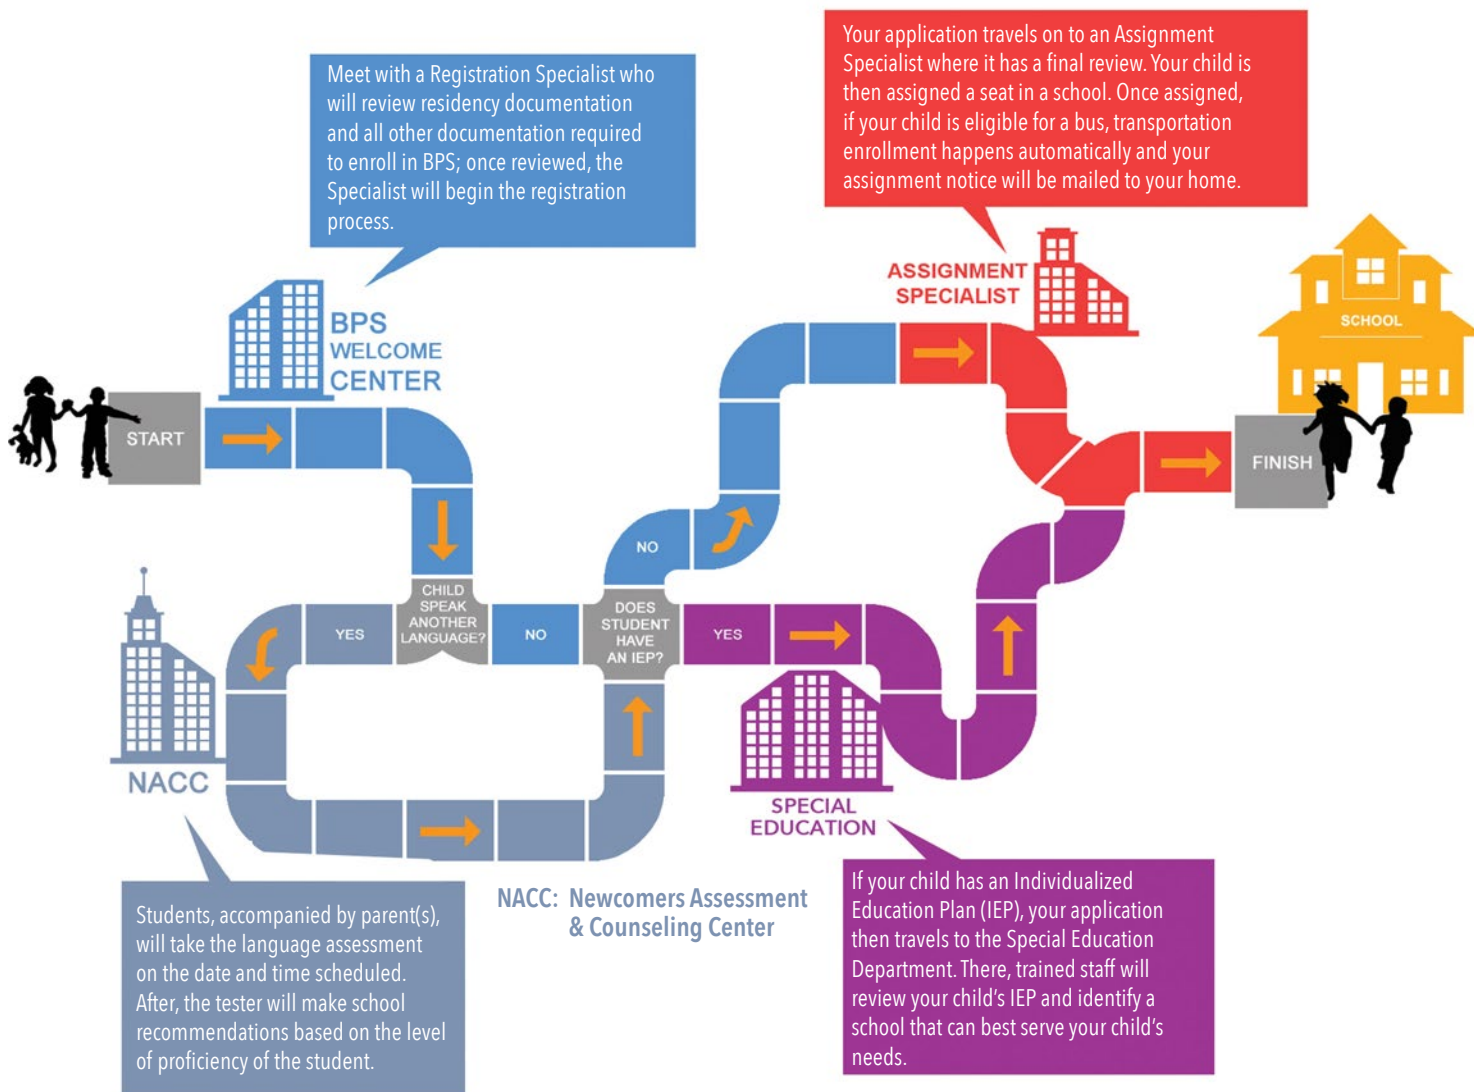 Meet with a Registration Specialist who
will review residency documentation
and all other documentation required
to enroll in BPS; once reviewed, the
Specialist will begin the registration
process.
Your application travels on to an Assignment
Specialist where it has a final review. Your child is
then assigned a seat in a school. Once assigned,
if your child is eligible for a bus, transportation
enrollment happens automatically and your
assignment notice will be mailed to your home.
BPS
WELCOME
CENTER
ASSIGNMENT
SPECIALIST
SCHOOL
START
FINISH
NO
CHILD
SPEAK
ANOTHER
LANGUAGE?
YES
NO
DOES
STUDENT
HAVE
AN IEP?
YES
NACC
SPECIAL
EDUCATION
NACC: Newcomers Assessment
& Counseling Center
Students, accompanied by parent(s),
will take the language assessment
on the date and time scheduled.
After, the tester will make school
recommendations based on the level
of proficiency of the student.
If your child has an Individualized
Education Plan (IEP), your application
then travels to the Special Education
Department. There, trained staff will
review your child's IEP and identify a
school that can best serve your child's
needs.